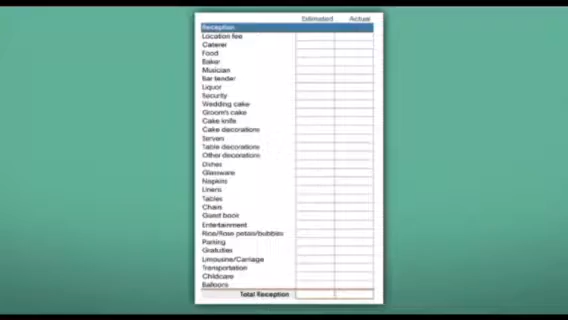 Estimated Actual
Reception
Location fee
Caterer
Food
Baker
Musician
Bar tender
Liquor
Security
Wedding cake
Groom's cake
Cake knife
Cake decorations
Servers
Table decorations
Other decorations
Dishes
Glassware
Napkins
Linens
Tables
Chairs
Guest book
Entertainment
Rice/Rose petals/bubbles
Parking
Gratuities
Limousine/Carriage
Transportation
Childcare
Balloons
Total Reception